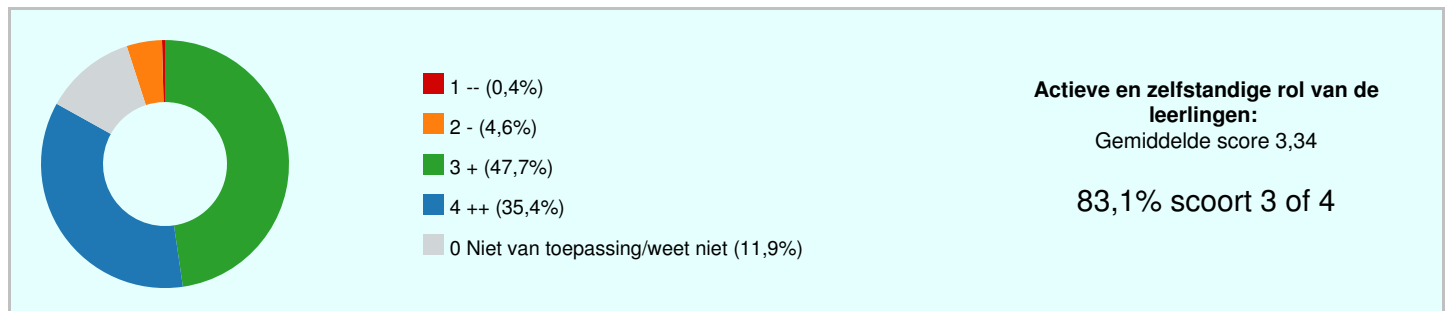 1 -- (0,4%)
2 - (4,6%)
3 + (47,7%)
4 ++ (35,4%)
0 Niet van toepassing/weet niet (11,9%)
Actieve en zelfstandige rol van de
leerlingen:
Gemiddelde score 3,34
83,1% scoort 3 of 4